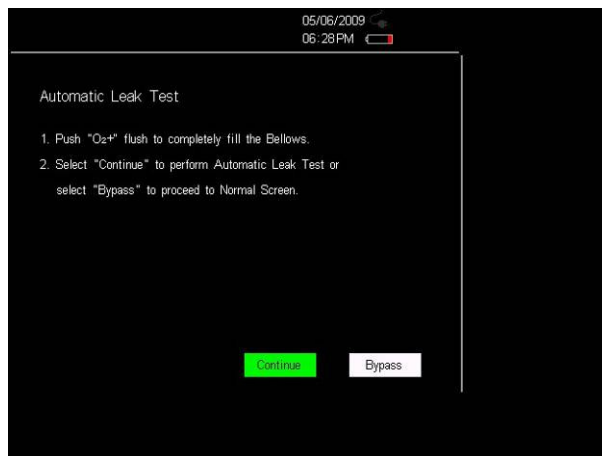 05/06/2009
06:28PM
Automatic Leak Test
1. Push "O₂+" flush to completely fill the Bellows.
2. Select "Continue" to perform Automatic Leak Test or
select "Bypass" to proceed to Normal Screen.
Continue
Bypass